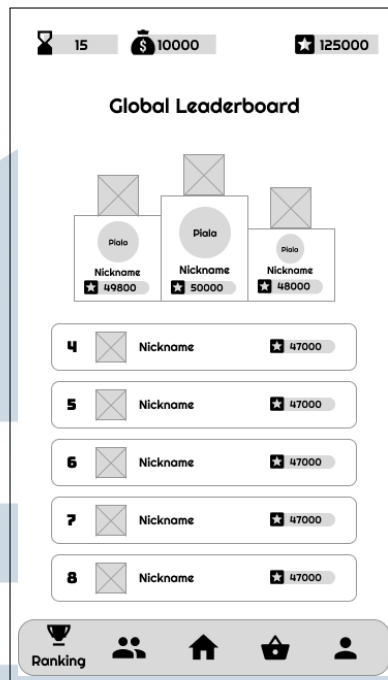 15 10000 125000
Global Leaderboard
Piala Piala Piala
Nickname Nickname Nickname
49800 50000 48000
4 Nickname 47000
5 Nickname 47000
6 Nickname 47000
7 Nickname 47000
8 Nickname 47000
Ranking